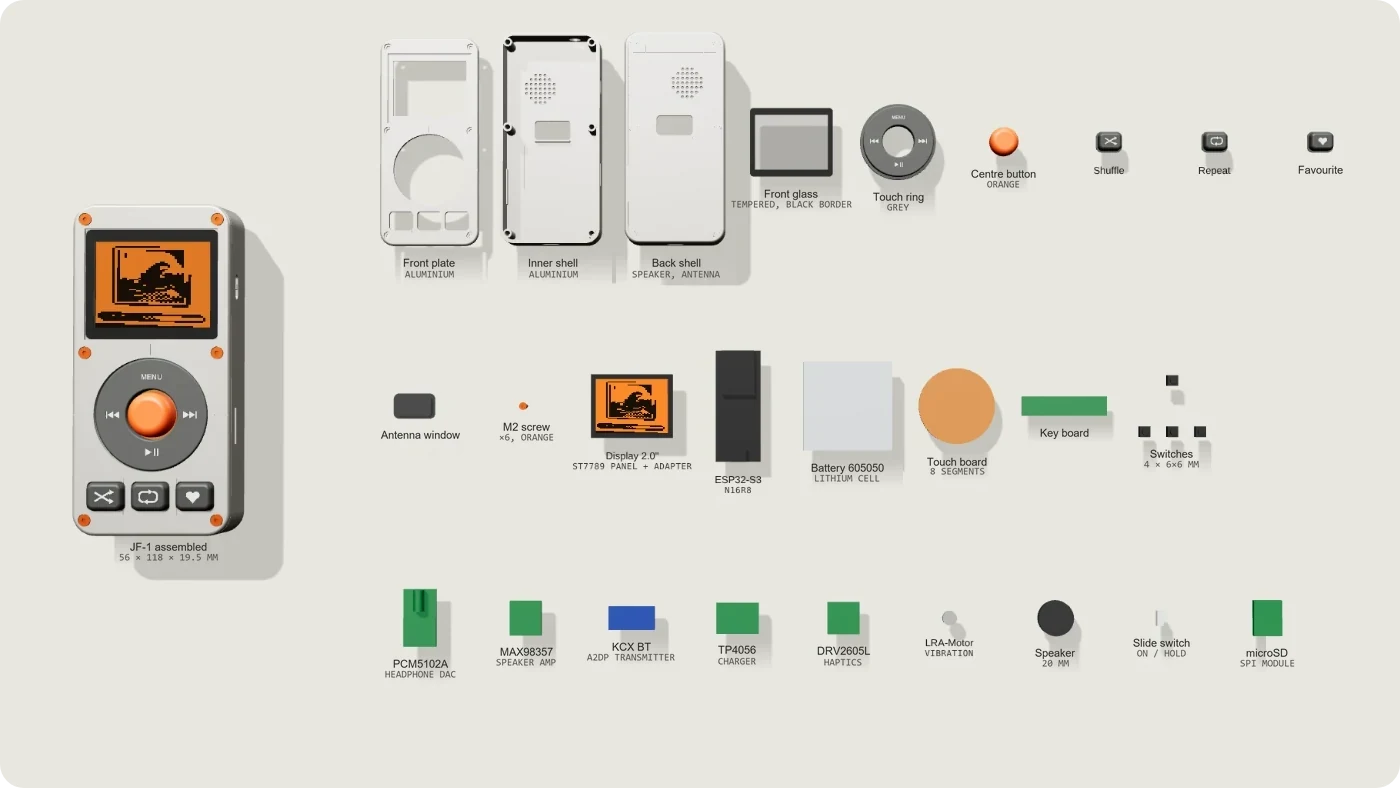 MENU
JF-1 assembled
56 × 118 × 19.5 MM
Front plate
ALUMINIUM
Inner shell
ALUMINIUM
Back shell
SPEAKER, ANTENNA
Front glass
TEMPERED, BLACK BORDER
MENU
Touch ring
GREY
Centre button
ORANGE
Shuffle
Repeat
Favourite
Antenna window
M2 screw
×6, ORANGE
Display 2.0"
ST7789 PANEL + ADAPTER
ESP32-S3
N16R8
Battery 605050
LITHIUM CELL
Touch board
8 SEGMENTS
Key board
Switches
4 × 6×6 MM
PCM5102A
HEADPHONE DAC
MAX98357
SPEAKER AMP
KCX BT
A2DP TRANSMITTER
TP4056
CHARGER
DRV2605L
HAPTICS
LRA-Motor
VIBRATION
Speaker
20 MM
Slide switch
ON / HOLD
microSD
SPI MODULE